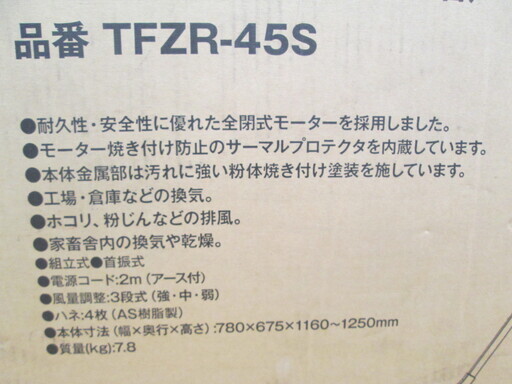 品番 TFZR-45S
●耐久性・安全性に優れた全閉式モーターを採用しました。
●モーター焼き付け防止のサーマルプロテクタを内蔵しています。
●本体金属部は汚れに強い粉体焼き付け塗装を施しています。
●工場・倉庫などの換気。
●ホコリ、粉じんなどの排風。
●家畜舎内の換気や乾燥。
●組立式●首振式
●電源コード:2m(アース付)
●風量調整:3段式(強・中・弱)
●ハネ:4枚(AS樹脂製)
●本体寸法(幅×奥行×高さ):780×675×1160〜1250mm
●質量(kg):7.8